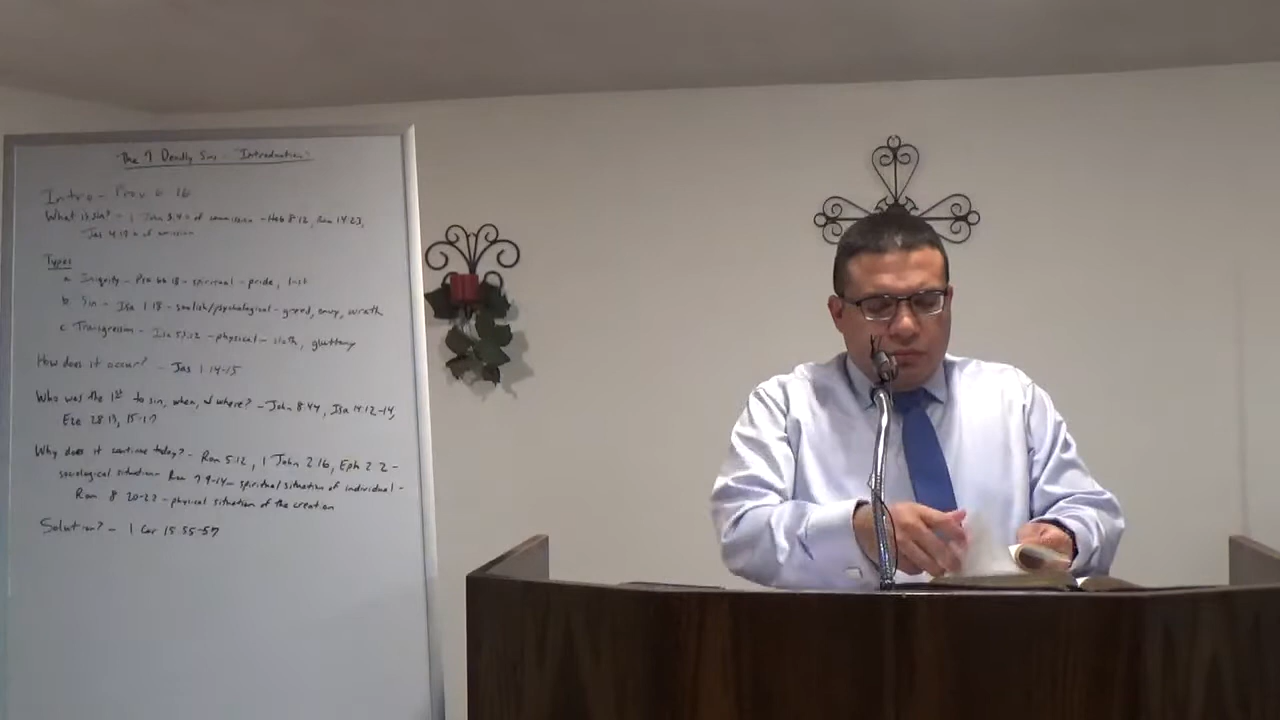 The 7 Deadly Sins - "Introduction"
Intro - Prov 6 16
What is sin? - 1 John 3:4 of commission - Heb 8:12, Rom 14:23,
Jas 4:17 of omission
Types
a. Iniquity - Psa 66 18 - spiritual - pride, lust
b. Sin - Isa 1:18 - soulish/psychological - greed, envy, wrath
c. Transgression - Isa 53:12 - physical - sloth, gluttony
How does it occur? - Jas 1:14-15
Who was the 1st to sin, when, & where? - John 8:44, Isa 14:12-14,
Eze 28 13, 15-17
Why does it continue today? - Rom 5:12, 1 John 2 16, Eph 2 2 -
sociological situation - Rom 7 9-14 - spiritual situation of individual -
Rom 8 20-22 - physical situation of the creation
Solution? - 1 Cor 15 55-57